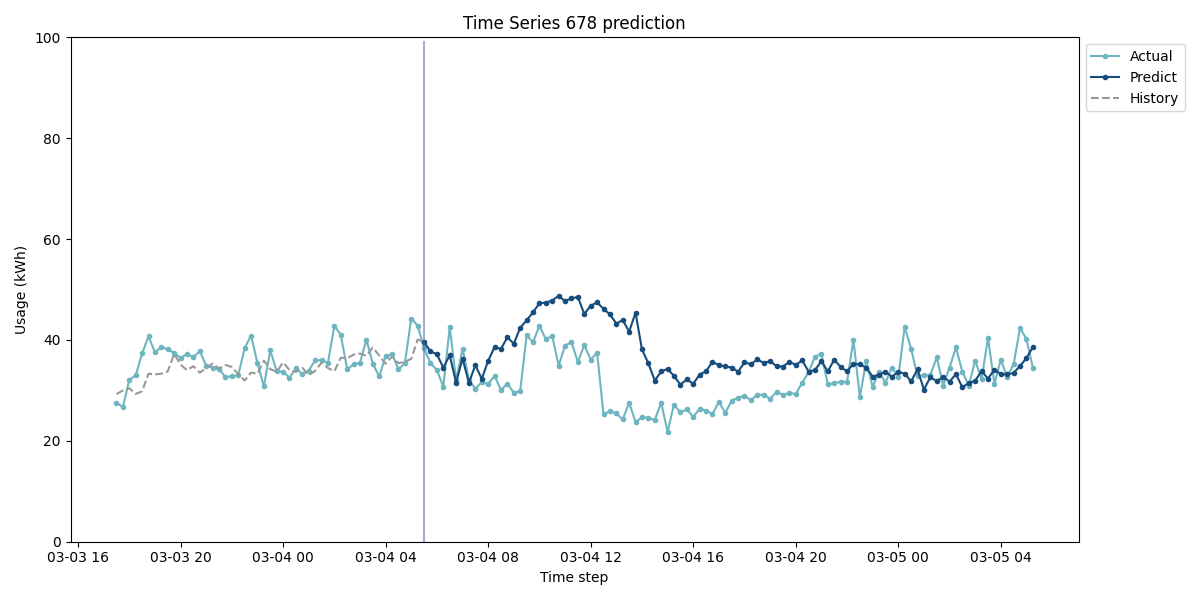 Time Series 678 prediction
100
80
60
40
20
0
Usage (kWh)
03-03 16
03-03 20
03-04 00
03-04 04
03-04 08
03-04 12
03-04 16
03-04 20
03-05 00
03-05 04
Time step
Actual
Predict
History